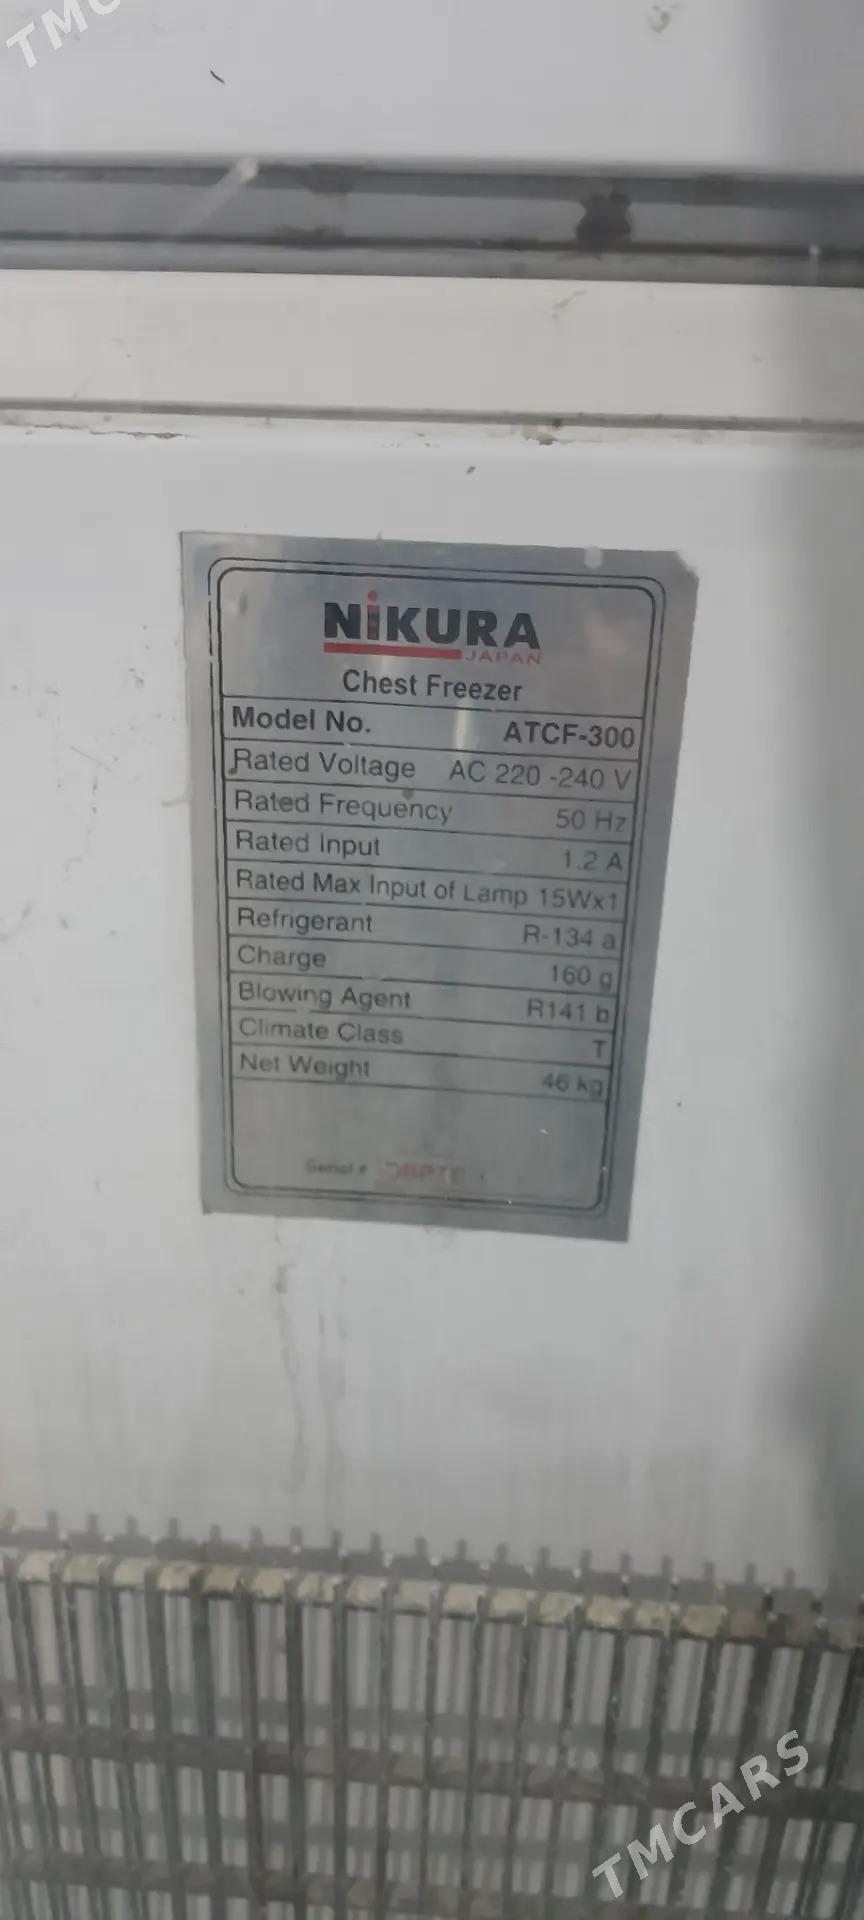 TMC
NiKURA
JAPAN
Chest Freezer
Model No. ATCF-300
Rated Voltage AC 220 -240 V
Rated Frequency 50 Hz
Rated Input 1.2 A
Rated Max Input of Lamp 15Wx1
Refrigerant R-134 a
Charge 160 g
Blowing Agent R141 b
Climate Class T
Net Weight 46 kg
Serial #
TMCARS